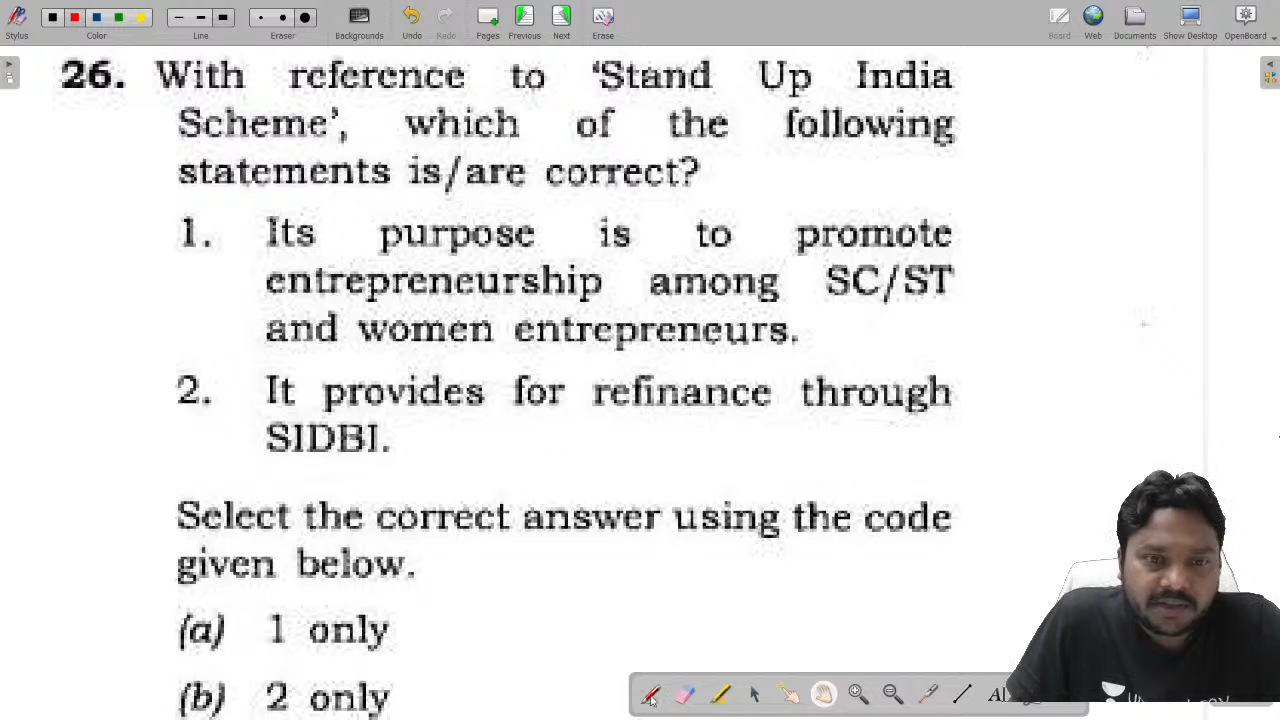 Stylus Color Line Eraser Backgrounds Undo Redo Pages Previous Next Erase Board Web Documents Show Desktop OpenBoard
26. With reference to ‘Stand Up India
Scheme’, which of the following
statements is/are correct?
1. Its purpose is to promote
entrepreneurship among SC/ST
and women entrepreneurs.
2. It provides for refinance through
SIDBI.
Select the correct answer using the code
given below.
(a) 1 only
(b) 2 only